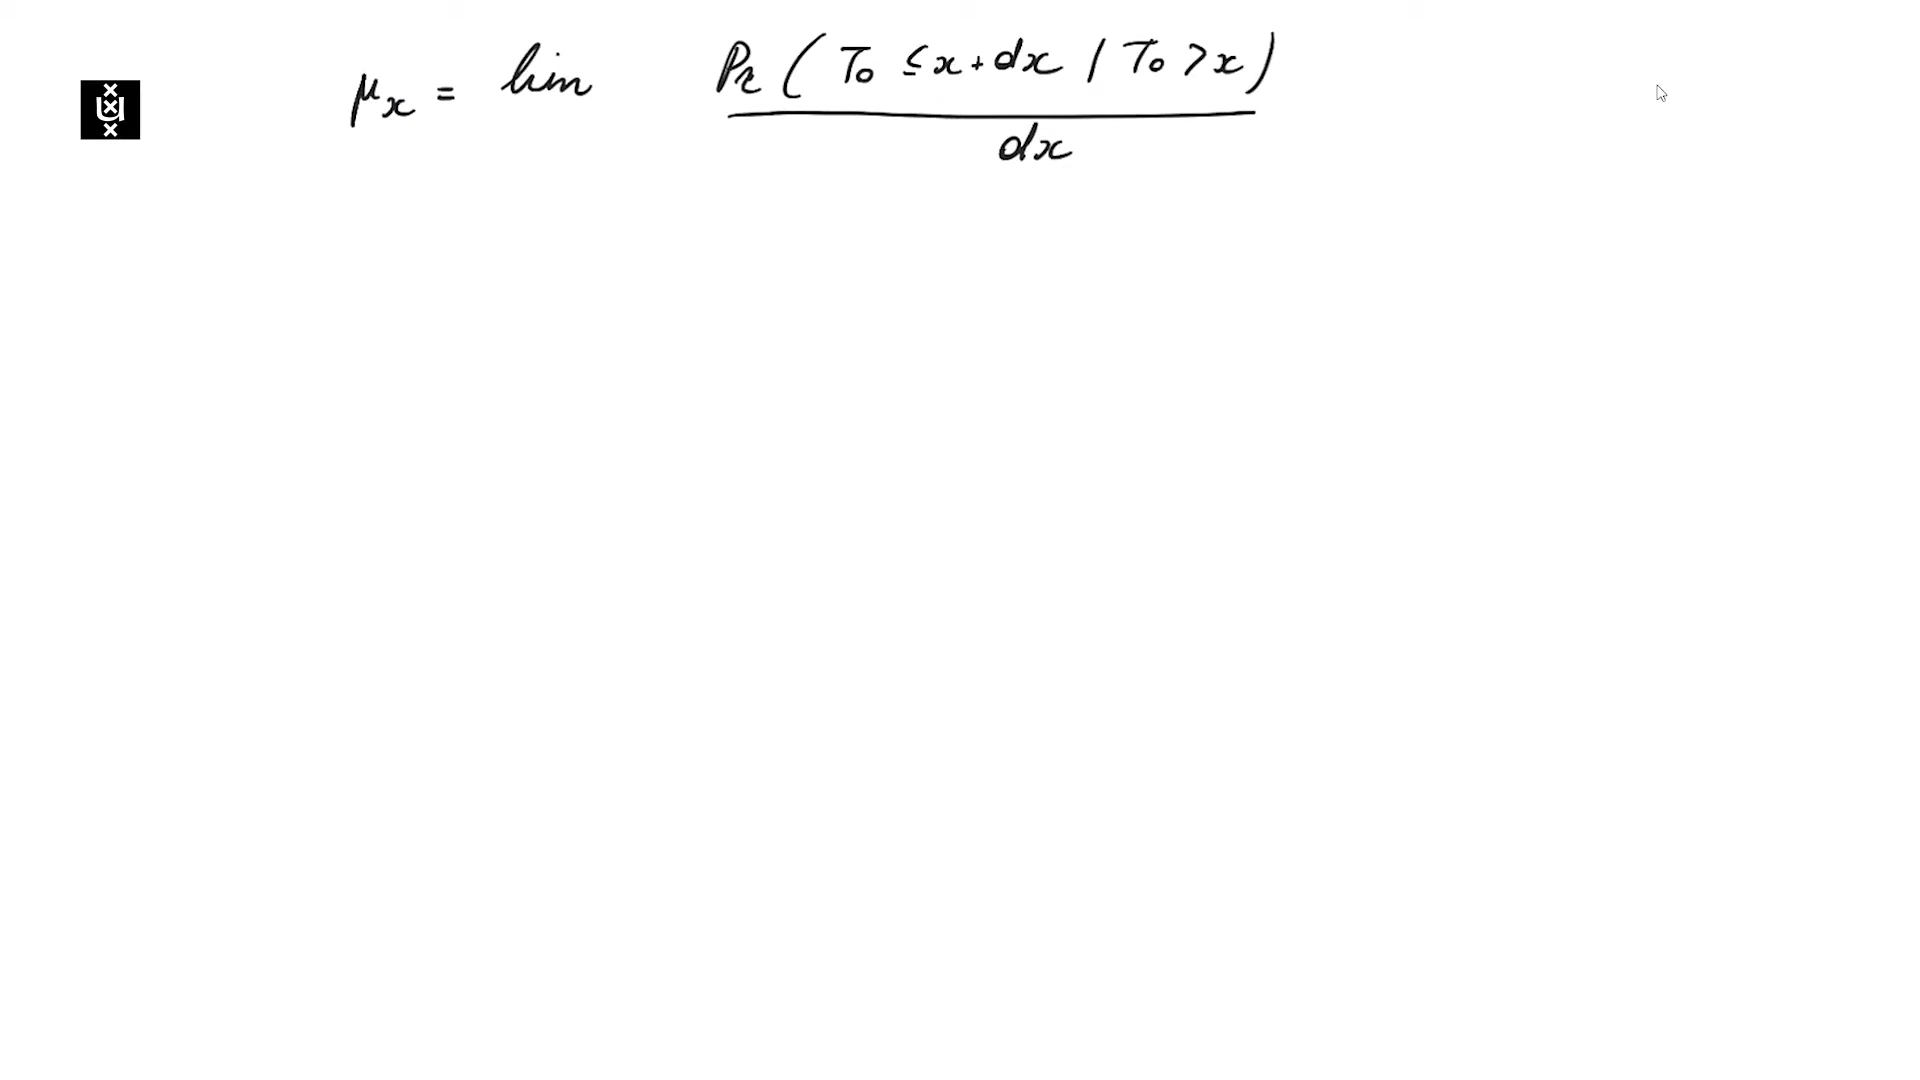 μx = lim Pr ( T₀ ≤ x + dx | T₀ > x )
dx